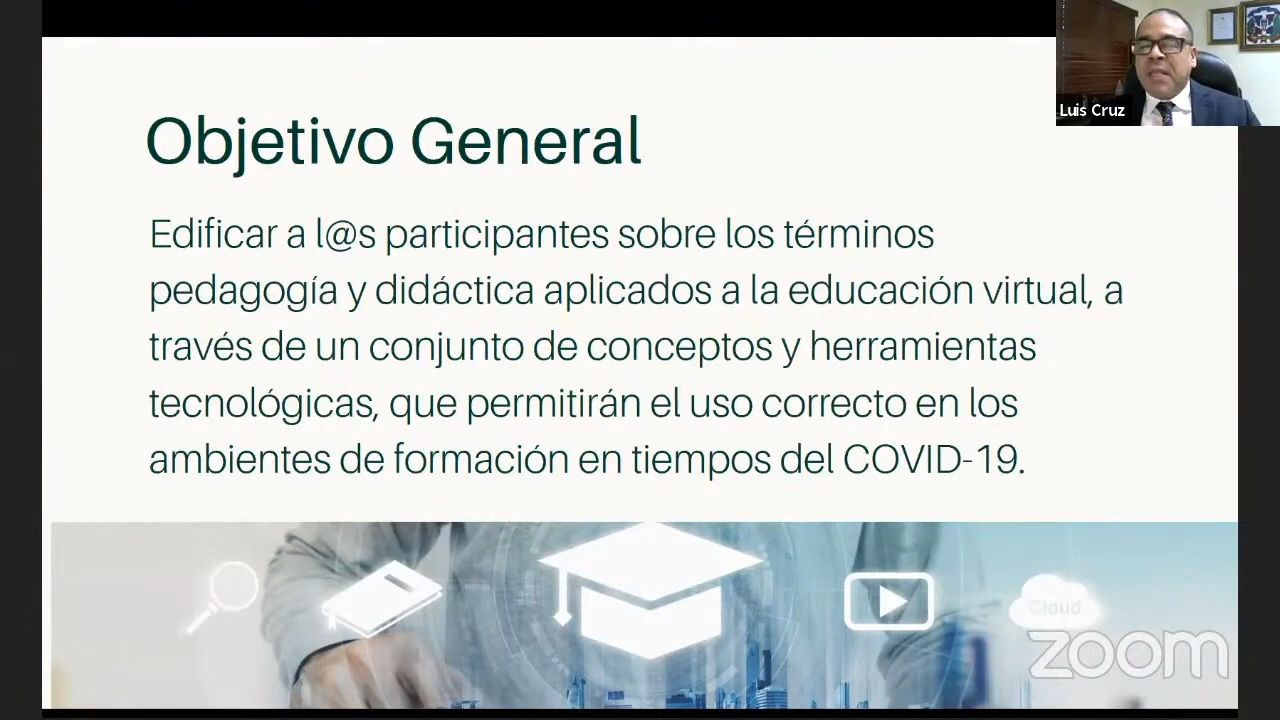 Luis Cruz
Objetivo General
Edificar a l@s participantes sobre los términos
pedagogía y didáctica aplicados a la educación virtual, a
través de un conjunto de conceptos y herramientas
tecnológicas, que permitirán el uso correcto en los
ambientes de formación en tiempos del COVID-19.
Cloud
zoom